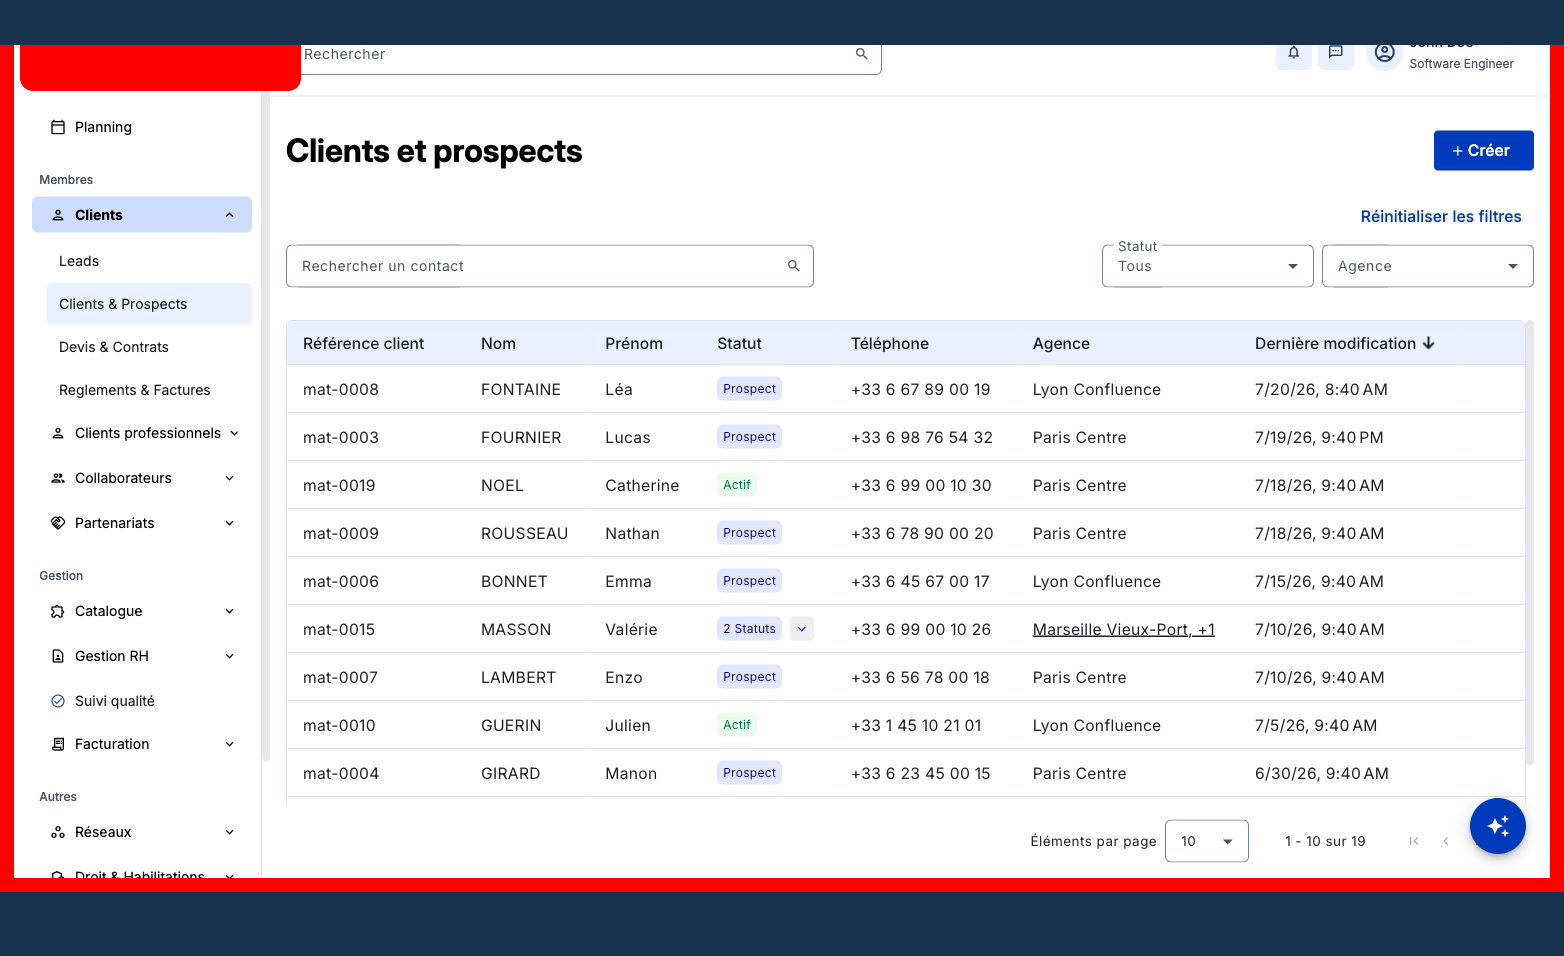 Rechercher
Software Engineer
Planning
Membres
Clients
Leads
Clients & Prospects
Devis & Contrats
Reglements & Factures
Clients professionnels
Collaborateurs
Partenariats
Gestion
Catalogue
Gestion RH
Suivi qualité
Facturation
Autres
Réseaux
Droit & Habilitations
Clients et prospects
+ Créer
Réinitialiser les filtres
Rechercher un contact
Statut
Tous
Agence
Référence client Nom Prénom Statut Téléphone Agence Dernière modification
mat-0008 FONTAINE Léa Prospect +33 6 67 89 00 19 Lyon Confluence 7/20/26, 8:40 AM
mat-0003 FOURNIER Lucas Prospect +33 6 98 76 54 32 Paris Centre 7/19/26, 9:40 PM
mat-0019 NOEL Catherine Actif +33 6 99 00 10 30 Paris Centre 7/18/26, 9:40 AM
mat-0009 ROUSSEAU Nathan Prospect +33 6 78 90 00 20 Paris Centre 7/18/26, 9:40 AM
mat-0006 BONNET Emma Prospect +33 6 45 67 00 17 Lyon Confluence 7/15/26, 9:40 AM
mat-0015 MASSON Valérie 2 Statuts +33 6 99 00 10 26 Marseille Vieux-Port, +1 7/10/26, 9:40 AM
mat-0007 LAMBERT Enzo Prospect +33 6 56 78 00 18 Paris Centre 7/10/26, 9:40 AM
mat-0010 GUERIN Julien Actif +33 1 45 10 21 01 Lyon Confluence 7/5/26, 9:40 AM
mat-0004 GIRARD Manon Prospect +33 6 23 45 00 15 Paris Centre 6/30/26, 9:40 AM
Éléments par page 10 1 - 10 sur 19